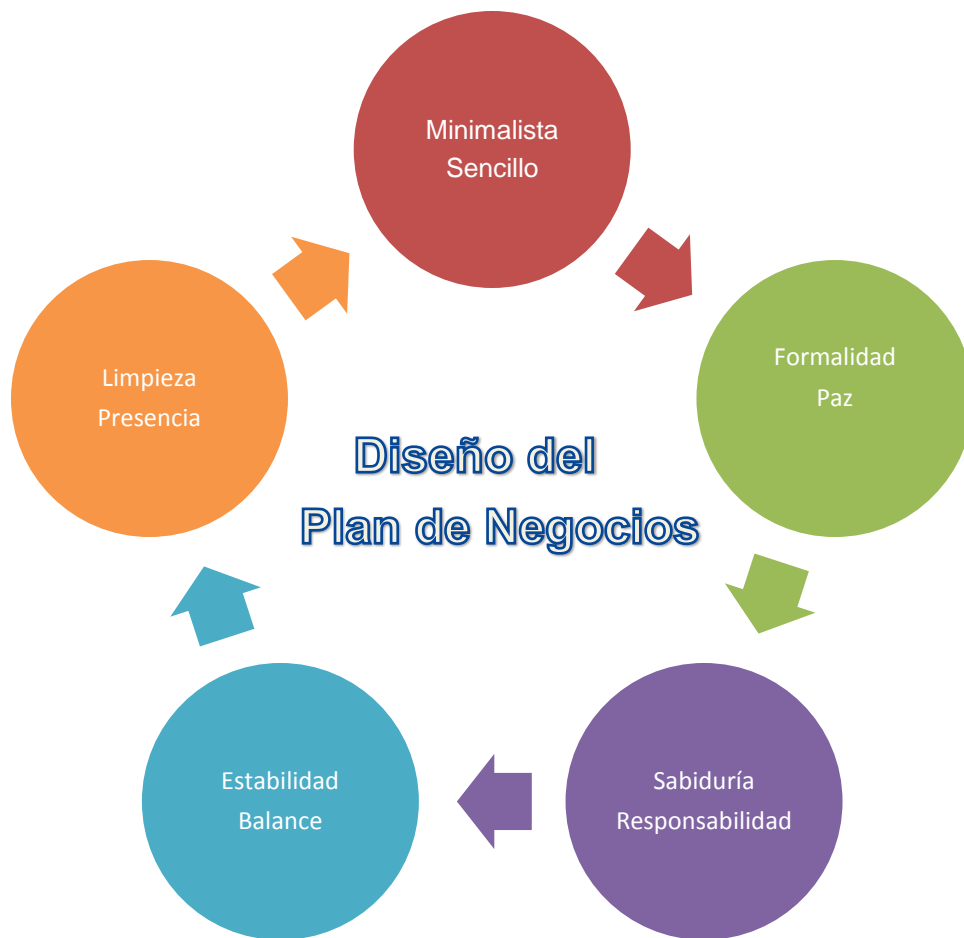 Minimalista
Sencillo
Formalidad
Paz
Sabiduría
Responsabilidad
Estabilidad
Balance
Limpieza
Presencia
Diseño del
Plan de Negocios